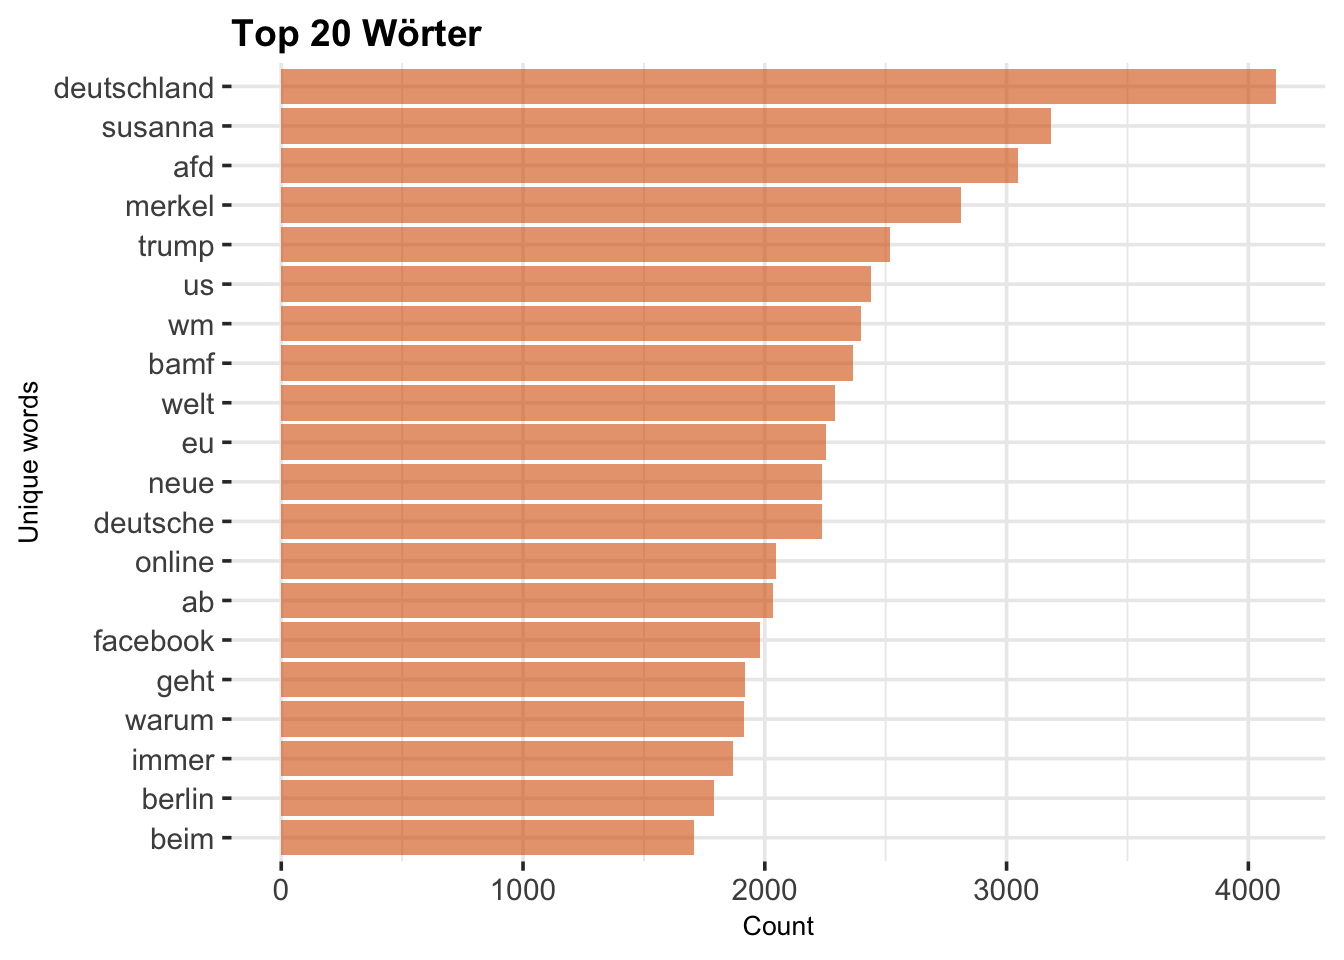 Top 20 Wörter
deutschland
susanna
afd
merkel
trump
us
wm
bamf
welt
eu
neue
deutsche
online
ab
facebook
geht
warum
immer
berlin
beim
Unique words
0 1000 2000 3000 4000
Count